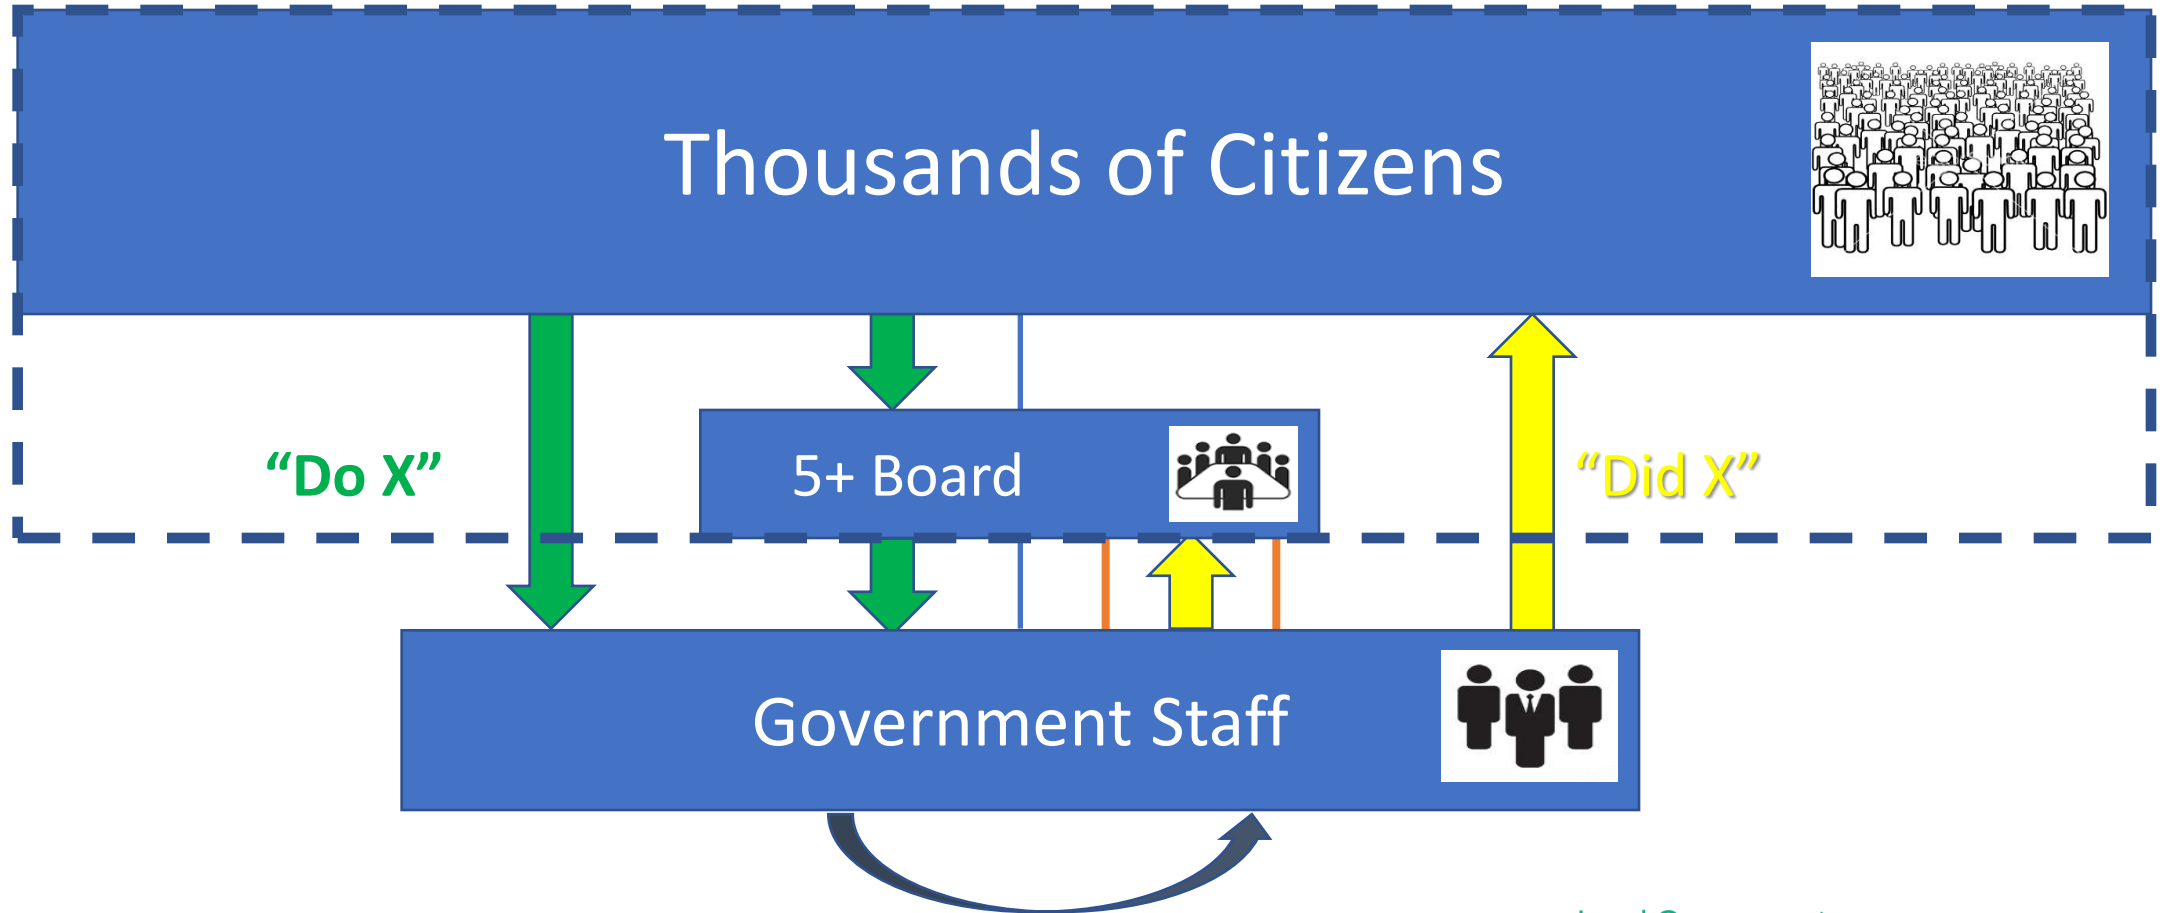 Thousands of Citizens
“Do X”
5+ Board
“Did X”
Government Staff